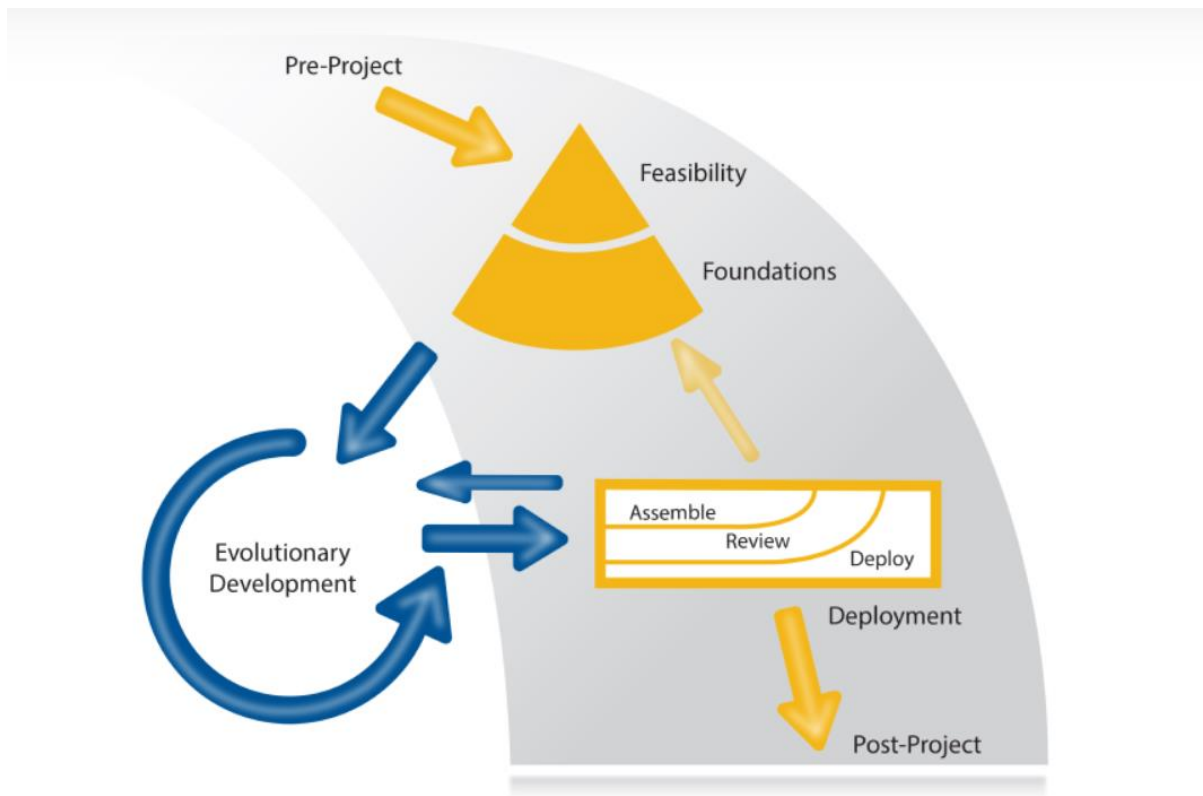 Pre-Project
Feasibility
Foundations
Evolutionary
Development
Assemble
Review
Deploy
Deployment
Post-Project